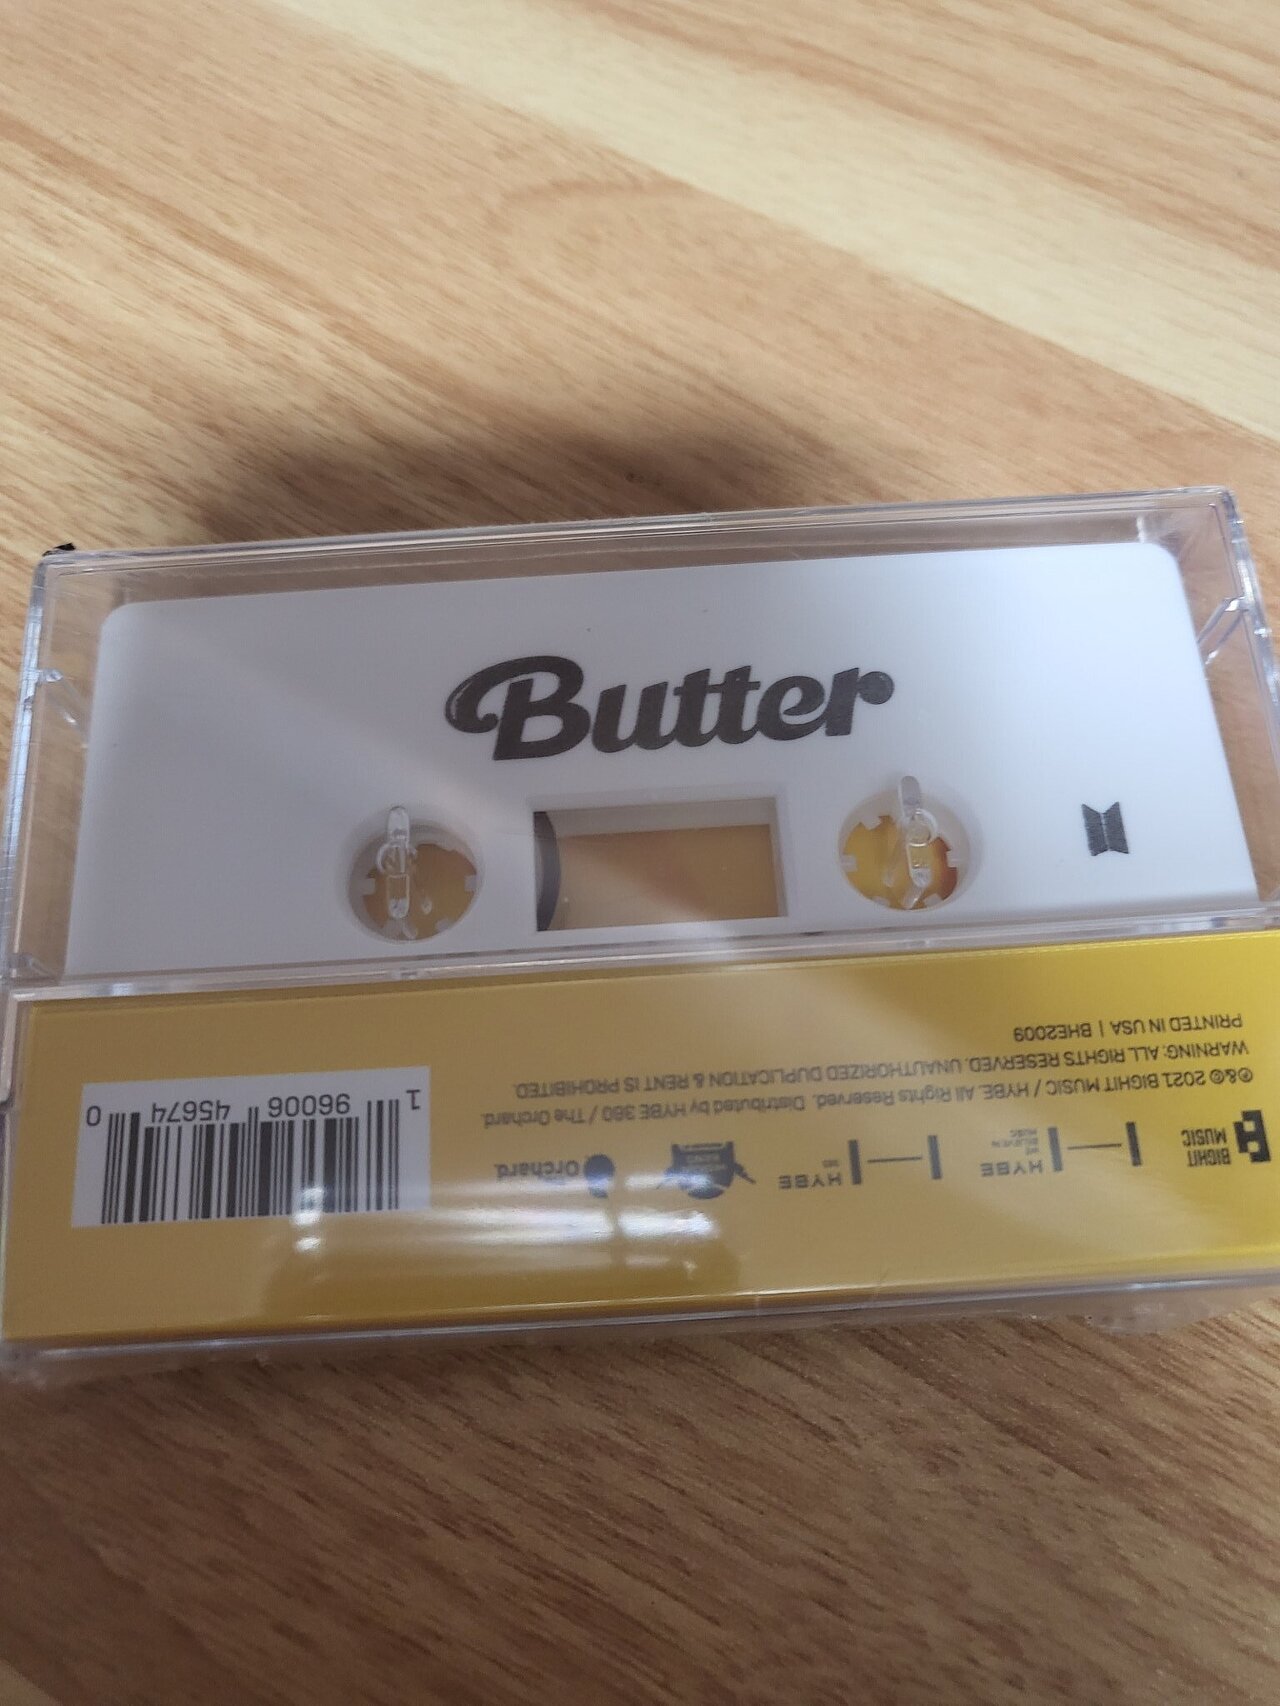 Butter
BIGHIT
MUSIC
HYBE
HYBE
Orchard
℗&© 2021 BIGHIT MUSIC / HYBE. All Rights Reserved. Distributed by HYBE 360 / The Orchard.
WARNING: ALL RIGHTS RESERVED. UNAUTHORIZED DUPLICATION & RENT IS PROHIBITED.
PRINTED IN USA | BHE2009
1 96006 45674 0